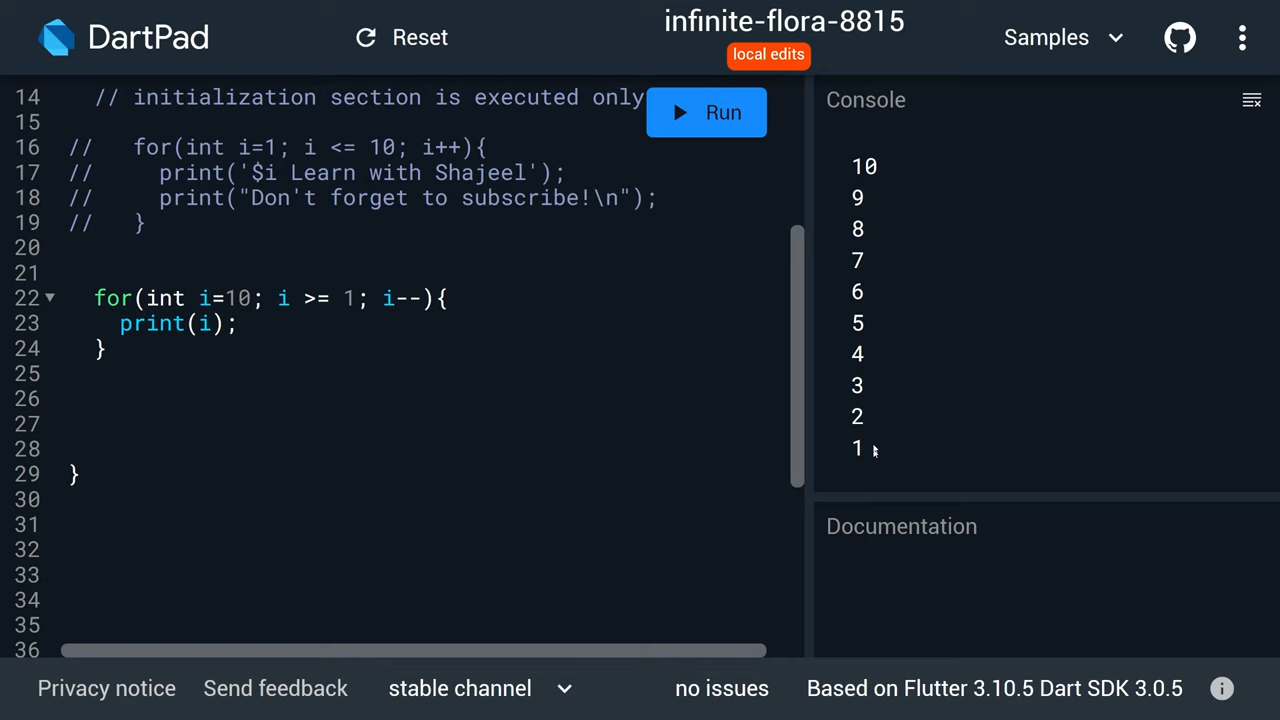 DartPad
Reset
infinite-flora-8815
local edits
Samples
14 // initialization section is executed only
Run
15
16 // for(int i=1; i <= 10; i++){
17 // print('$i Learn with Shajeel');
18 // print("Don't forget to subscribe!\n");
19 // }
20
21
22 for(int i=10; i >= 1; i--){
23 print(i);
24 }
25
26
27
28
29 }
30
31
32
33
34
35
36
Console
10
9
8
7
6
5
4
3
2
1
Documentation
Privacy notice
Send feedback
stable channel
no issues
Based on Flutter 3.10.5 Dart SDK 3.0.5